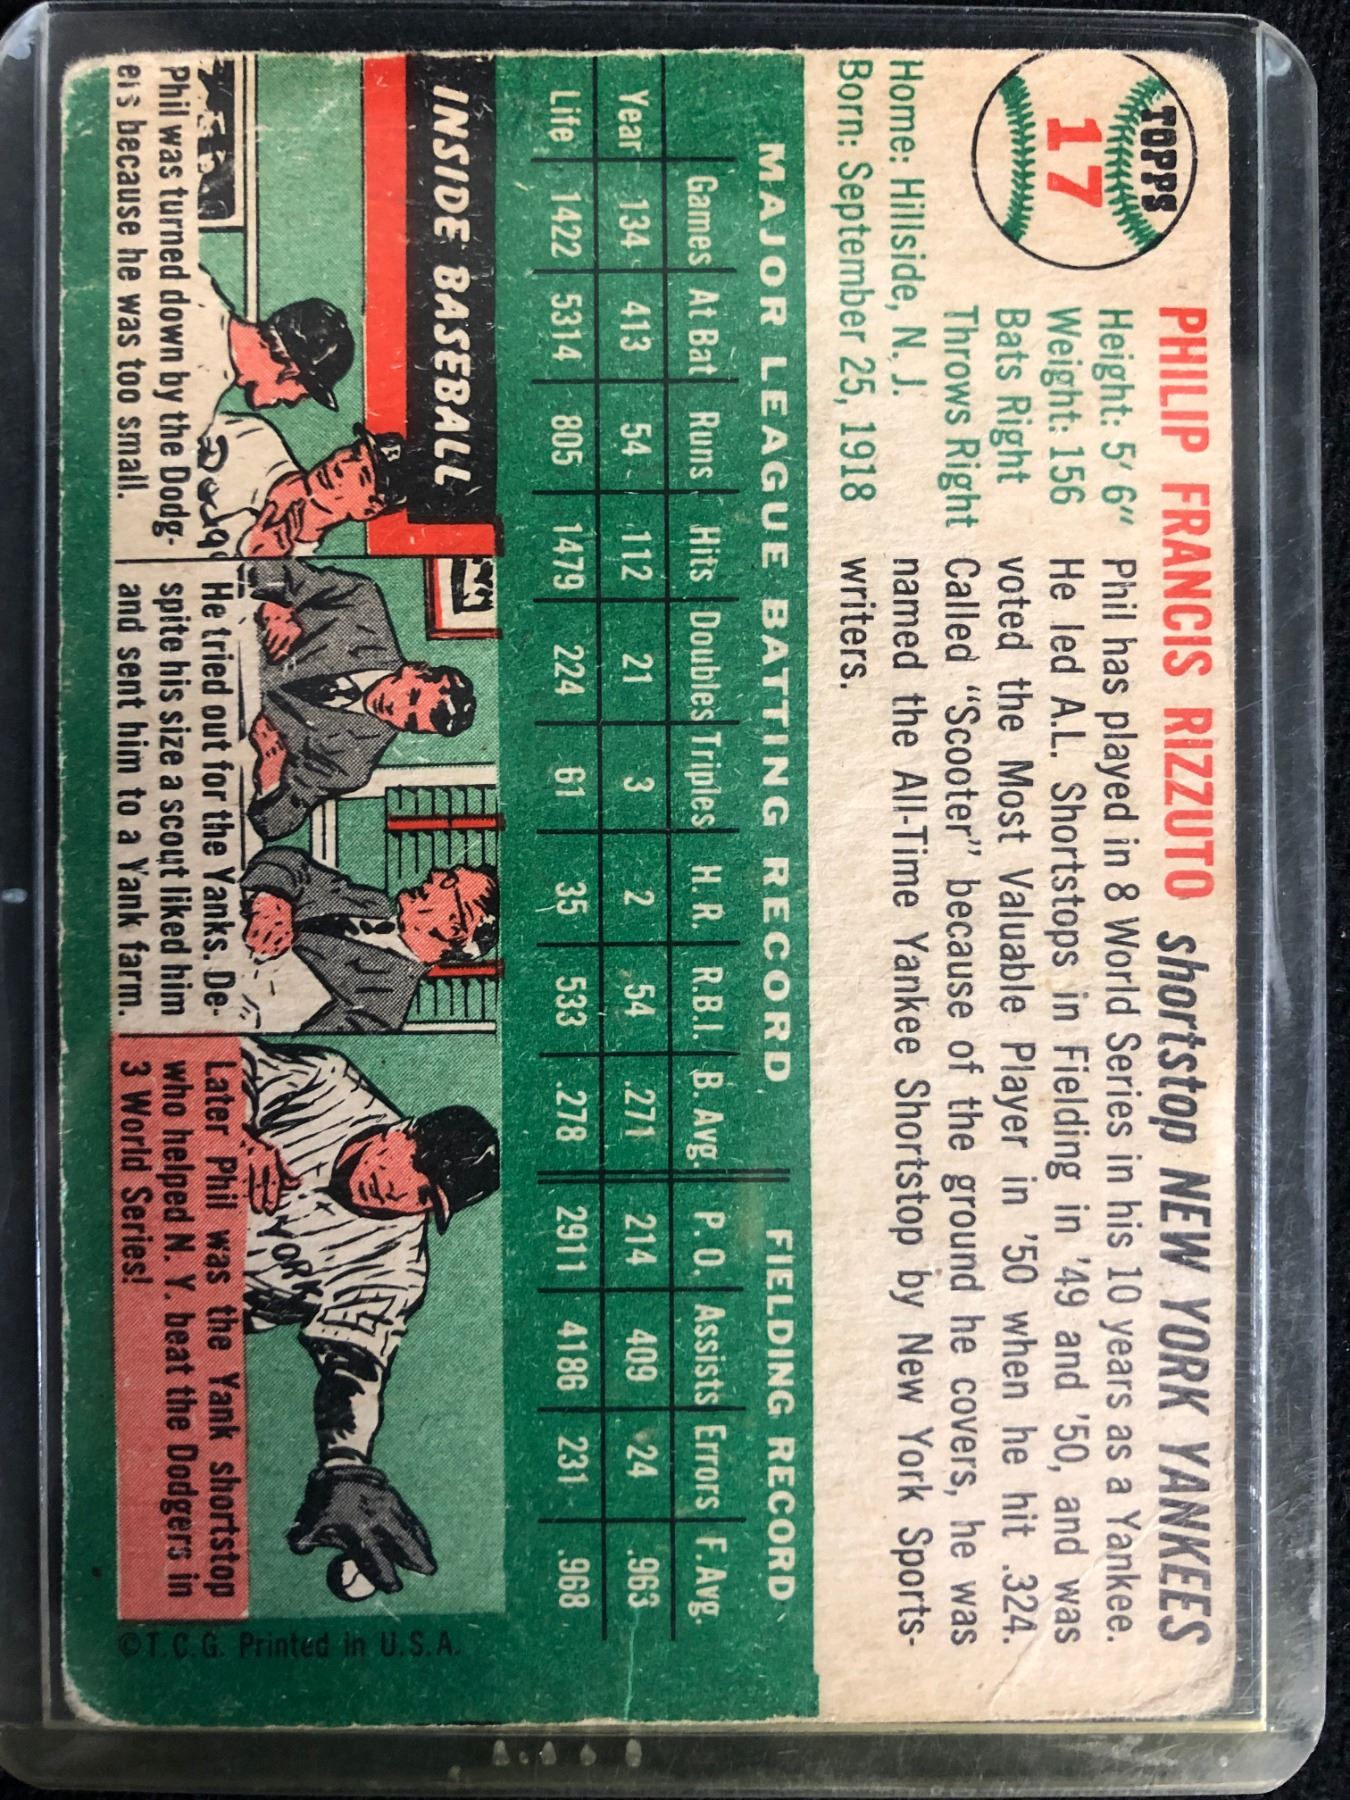 TOPPS
17
PHILIP FRANCIS RIZZUTO shortstop NEW YORK YANKEES
Height: 5' 6"
Weight: 156
Bats Right
Throws Right
Home: Hillside, N. J.
Born: September 25, 1918
Phil has played in 8 World Series in his 10 years as a Yankee.
He led A.L. Shortstops in Fielding in '49 and '50, and was
voted the Most Valuable Player in '50 when he hit .324.
Called "Scooter" because of the ground he covers, he was
named the All-Time Yankee Shortstop by New York Sports-
writers.
MAJOR LEAGUE BATTING RECORD FIELDING RECORD
Games At Bat Runs Hits Doubles Triples H. R. R.B.I. B. Avg. P. O. Assists Errors F. Avg.
Year 134 413 54 112 21 3 2 54 .271 214 409 24 .963
Life 1422 5314 805 1479 224 61 35 533 .278 2911 4186 231 .968
INSIDE BASEBALL
Phil was turned down by the Dodg-
ers because he was too small.
He tried out for the Yanks. De-
spite his size a scout liked him
and sent him to a Yank farm.
YORK
Later Phil was the Yank shortstop
who helped N. Y. beat the Dodgers in
3 World Series!
©T.C.G. Printed in U.S.A.